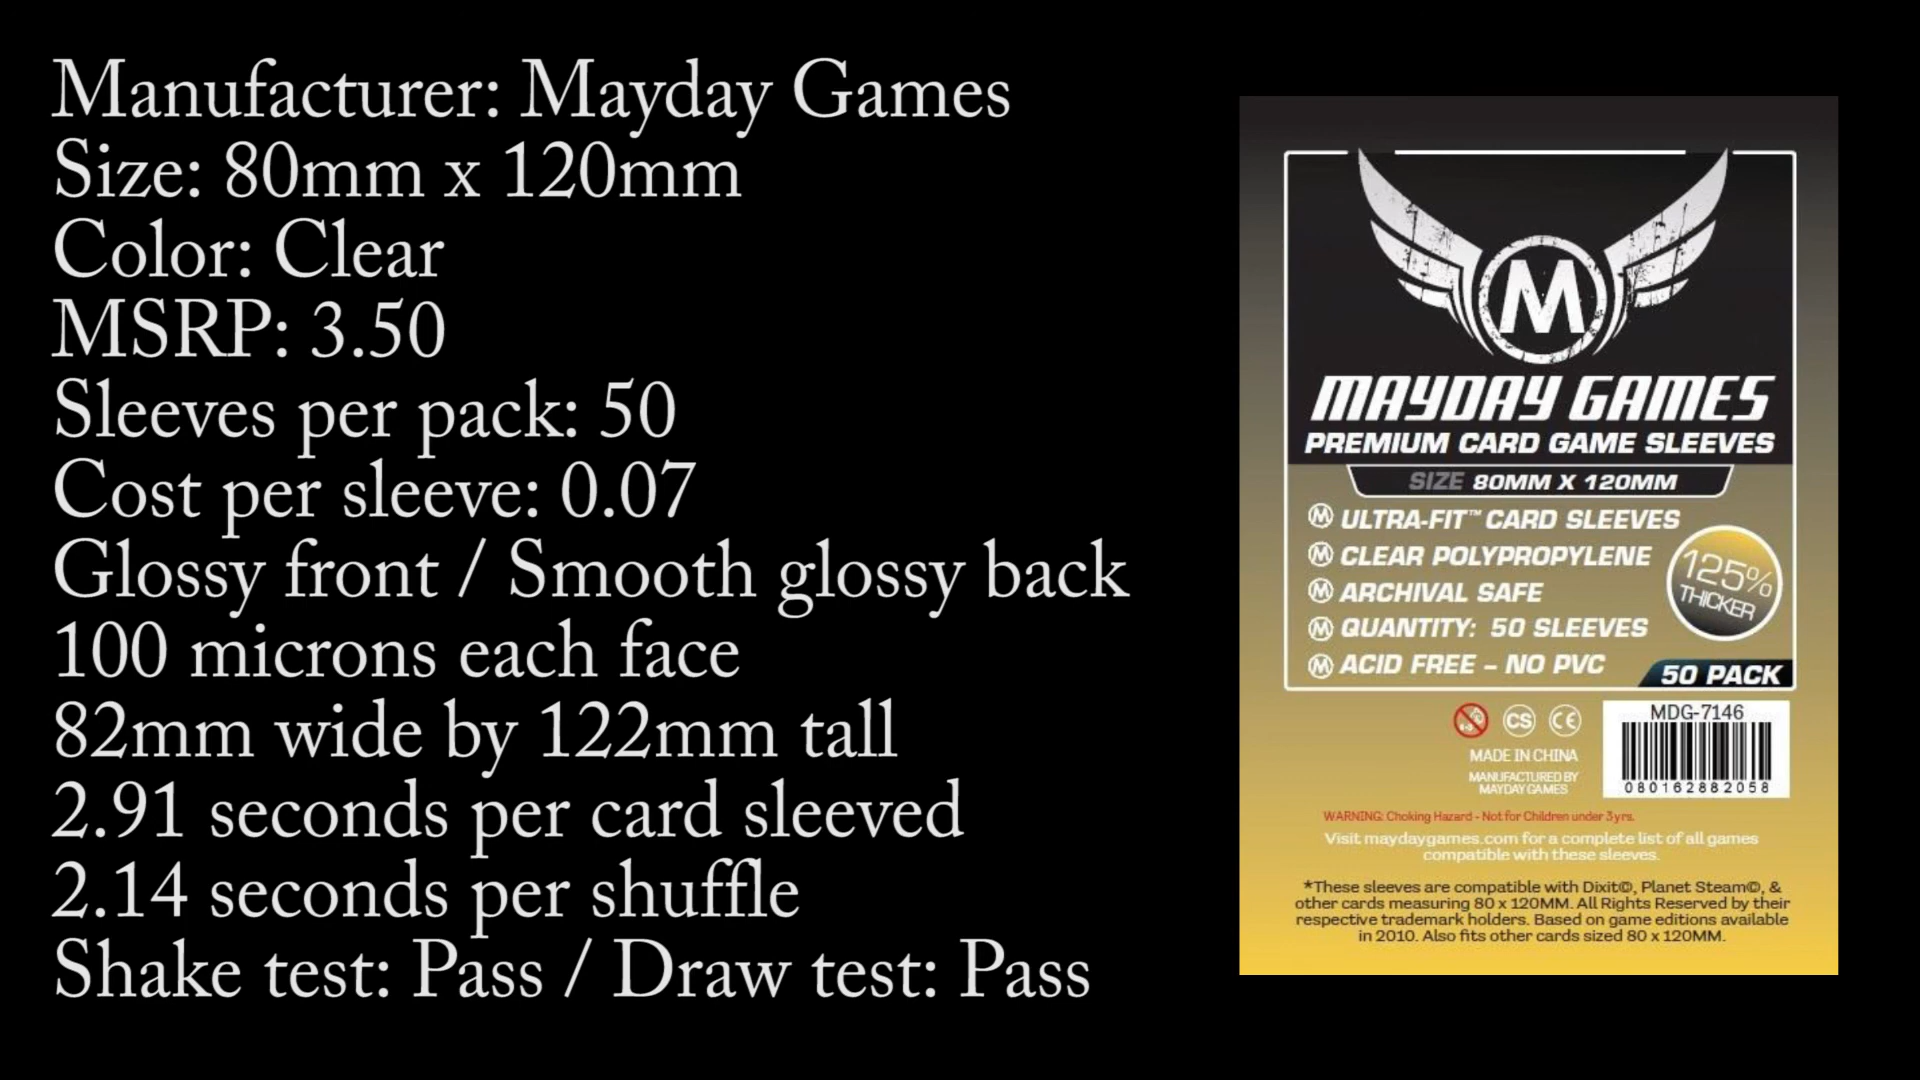 Manufacturer: Mayday Games
Size: 80mm x 120mm
Color: Clear
MSRP: 3.50
Sleeves per pack: 50
Cost per sleeve: 0.07
Glossy front / Smooth glossy back
100 microns each face
82mm wide by 122mm tall
2.91 seconds per card sleeved
2.14 seconds per shuffle
Shake test: Pass / Draw test: Pass
M
MAYDAY GAMES
PREMIUM CARD GAME SLEEVES
SIZE 80MM X 120MM
M ULTRA-FIT™ CARD SLEEVES
M CLEAR POLYPROPYLENE
M ARCHIVAL SAFE
M QUANTITY: 50 SLEEVES
M ACID FREE - NO PVC
125%
THICKER
50 PACK
0-3 CS CE
MDG-7146
MADE IN CHINA
MANUFACTURED BY
MAYDAY GAMES
080162882058
WARNING: Choking Hazard - Not for Children under 3 yrs.
Visit maydaygames.com for a complete list of all games
compatible with these sleeves.
*These sleeves are compatible with Dixit©, Planet Steam©, &
other cards measuring 80 x 120MM. All Rights Reserved by their
respective trademark holders. Based on game editions available
in 2010. Also fits other cards sized 80 x 120MM.